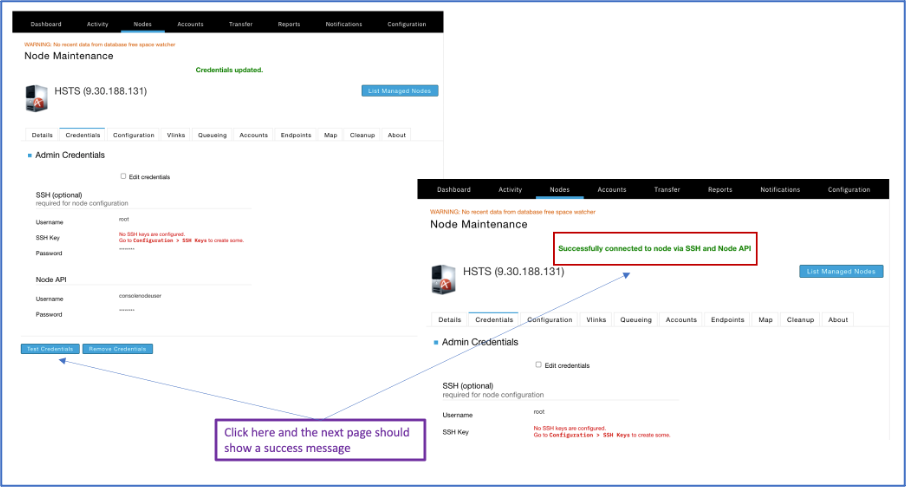 Dashboard Activity Nodes Accounts Transfer Reports Notifications Configuration
WARNING: No recent data from database free space watcher
Node Maintenance
Credentials updated.
HSTS (9.30.188.131)
List Managed Nodes
Details Credentials Configuration Vlinks Queueing Accounts Endpoints Map Cleanup About
Admin Credentials
Edit credentials
SSH (optional)
required for node configuration
Username root
SSH Key No SSH keys are configured.
Go to Configuration > SSH Keys to create some.
Password ••••••••
Node API
Username consolenodeuser
Password ••••••••
Test Credentials Remove Credentials
Dashboard Activity Nodes Accounts Transfer Reports Notifications Configuration
WARNING: No recent data from database free space watcher
Node Maintenance
Successfully connected to node via SSH and Node API
HSTS (9.30.188.131)
List Managed Nodes
Details Credentials Configuration Vlinks Queueing Accounts Endpoints Map Cleanup About
Admin Credentials
Edit credentials
SSH (optional)
required for node configuration
Username root
SSH Key No SSH keys are configured.
Go to Configuration > SSH Keys to create some.
Click here and the next page should
show a success message